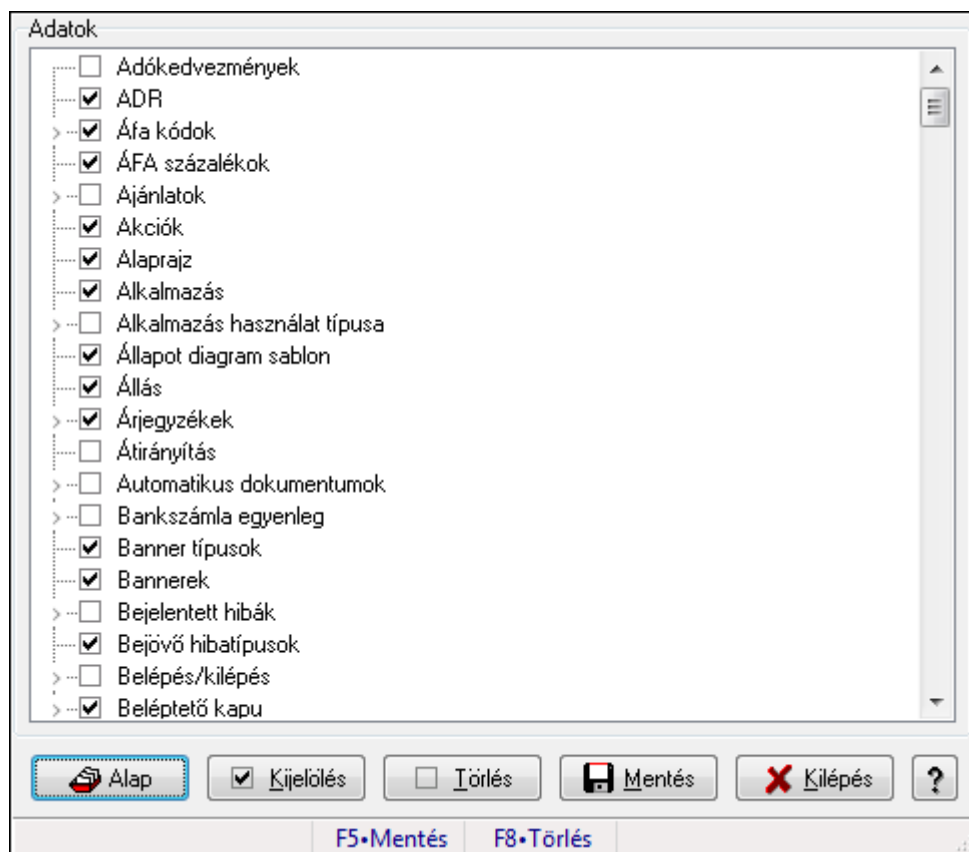 Adatok
Adókedvezmények
ADR
Áfa kódok
ÁFA százalékok
Ajánlatok
Akciók
Alaprajz
Alkalmazás
Alkalmazás használat típusa
Állapot diagram sablon
Állás
Árjegyzékek
Átirányítás
Automatikus dokumentumok
Bankszámla egyenleg
Banner típusok
Bannerek
Bejelentett hibák
Bejövő hibatípusok
Belépés/kilépés
Beléptető kapu
Alap Kijelölés Törlés Mentés Kilépés ?
F5•Mentés F8•Törlés